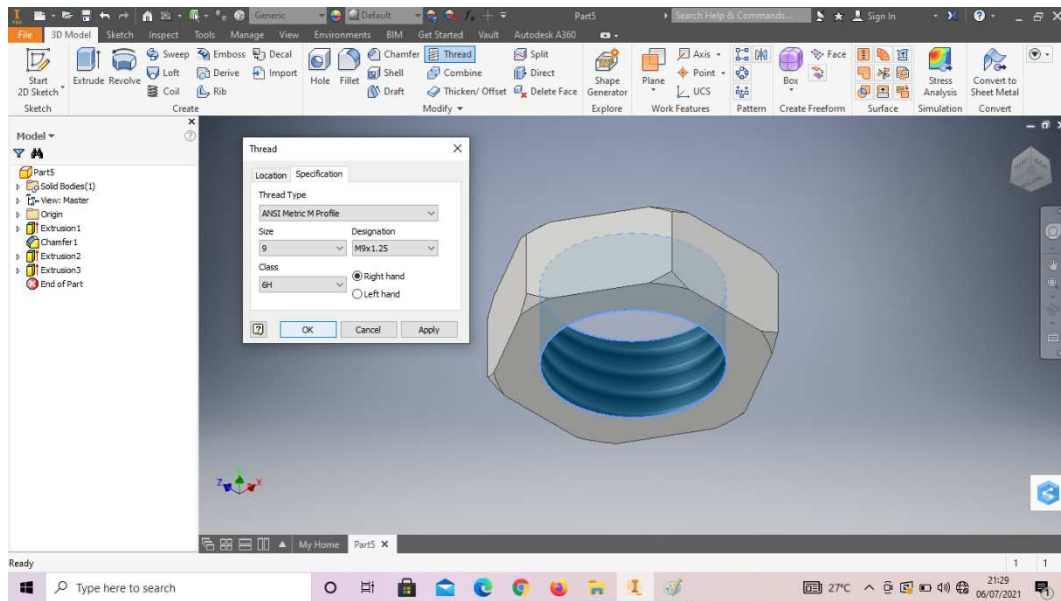 Generic Default Part5 Search Help & Commands... Sign In
File 3D Model Sketch Inspect Tools Manage View Environments BIM Get Started Vault Autodesk A360
Start 2D Sketch
Extrude Revolve
Sweep Emboss Decal
Loft Derive Import
Coil Rib
Hole Fillet
Chamfer Thread Split
Shell Combine Direct
Draft Thicken/ Offset Delete Face
Shape Generator
Plane
Axis
Point
UCS
Box
Face
Stress Analysis
Convert to Sheet Metal
Sketch Create Modify Explore Work Features Pattern Create Freeform Surface Simulation Convert
Model
Part5
Solid Bodies(1)
View: Master
Origin
Extrusion1
Chamfer1
Extrusion2
Extrusion3
End of Part
Thread
Location Specification
Thread Type
ANSI Metric M Profile
Size Designation
9 M9x1.25
Class
6H
Right hand
Left hand
OK Cancel Apply
Z Y X
My Home Part5
Ready 1 1
Type here to search
27°C
21:29
06/07/2021